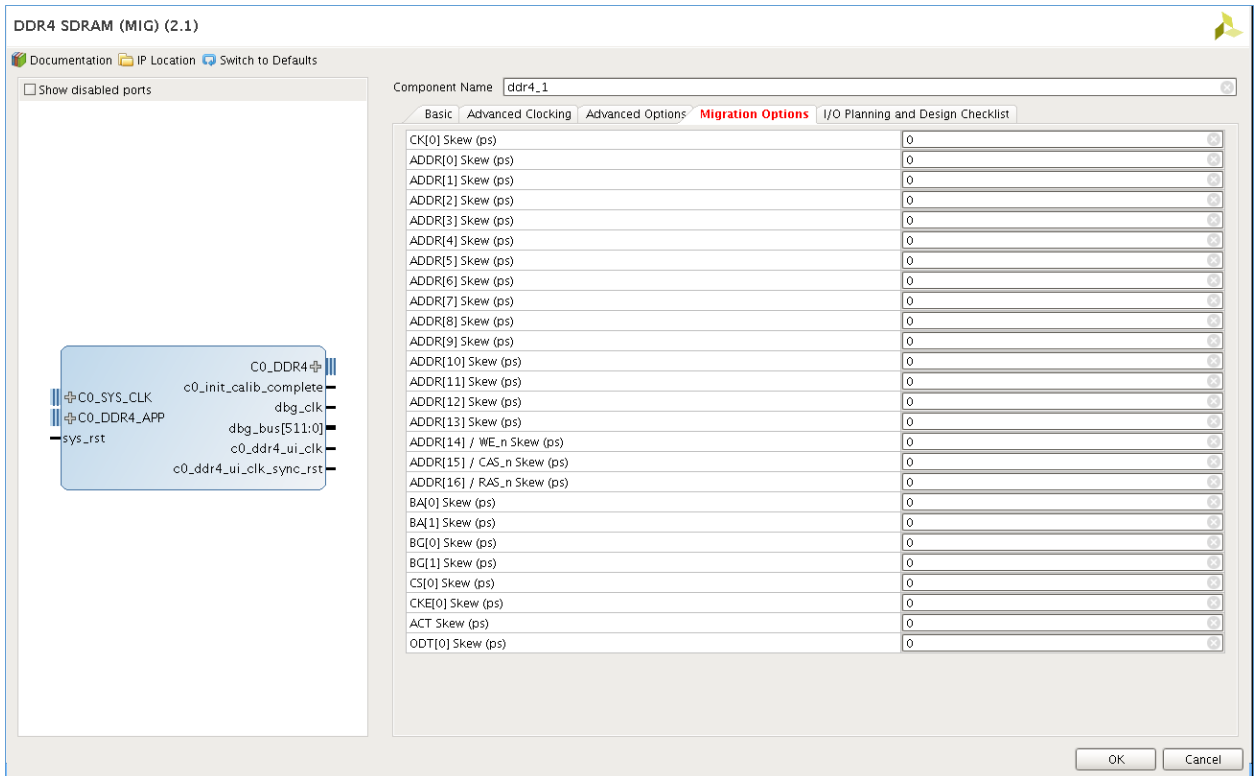 DDR4 SDRAM (MIG) (2.1)
Documentation IP Location Switch to Defaults
Show disabled ports
C0_DDR4
c0_init_calib_complete
dbg_clk
dbg_bus[511:0]
c0_ddr4_ui_clk
c0_ddr4_ui_clk_sync_rst
C0_SYS_CLK
C0_DDR4_APP
sys_rst
Component Name ddr4_1
Basic Advanced Clocking Advanced Options Migration Options I/O Planning and Design Checklist
CK[0] Skew (ps) 0
ADDR[0] Skew (ps) 0
ADDR[1] Skew (ps) 0
ADDR[2] Skew (ps) 0
ADDR[3] Skew (ps) 0
ADDR[4] Skew (ps) 0
ADDR[5] Skew (ps) 0
ADDR[6] Skew (ps) 0
ADDR[7] Skew (ps) 0
ADDR[8] Skew (ps) 0
ADDR[9] Skew (ps) 0
ADDR[10] Skew (ps) 0
ADDR[11] Skew (ps) 0
ADDR[12] Skew (ps) 0
ADDR[13] Skew (ps) 0
ADDR[14] / WE_n Skew (ps) 0
ADDR[15] / CAS_n Skew (ps) 0
ADDR[16] / RAS_n Skew (ps) 0
BA[0] Skew (ps) 0
BA[1] Skew (ps) 0
BG[0] Skew (ps) 0
BG[1] Skew (ps) 0
CS[0] Skew (ps) 0
CKE[0] Skew (ps) 0
ACT Skew (ps) 0
ODT[0] Skew (ps) 0
OK Cancel